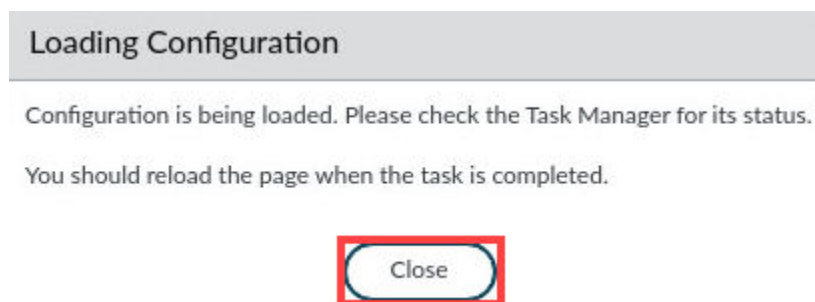 Loading Configuration
Configuration is being loaded. Please check the Task Manager for its status.
You should reload the page when the task is completed.
Close